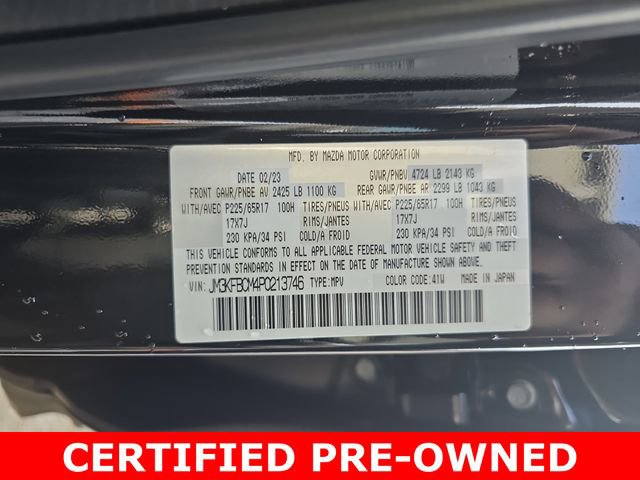 MFD. BY MAZDA MOTOR CORPORATION
DATE 02/23 GVWR/PNBV 4724 LB 2143 KG
FRONT GAWR/PNBE AV 2425 LB 1100 KG REAR GAWR/PNBE AR 2299 LB 1043 KG
WITH/AVEC P225/65R17 100H TIRES/PNEUS WITH/AVEC P225/65R17 100H TIRES/PNEUS
17X7J RIMS/JANTES 17X7J RIMS/JANTES
230 KPA/34 PSI COLD/A FROID 230 KPA/34 PSI COLD/A FROID
THIS VEHICLE CONFORMS TO ALL APPLICABLE FEDERAL MOTOR VEHICLE SAFETY AND THEFT
PREVENTION STANDARDS IN EFFECT ON THE DATE OF MANUFACTURE SHOWN ABOVE.
VIN: JM3KFBCM4P0213746 TYPE:MPV COLOR CODE:41W MADE IN JAPAN
CERTIFIED PRE-OWNED